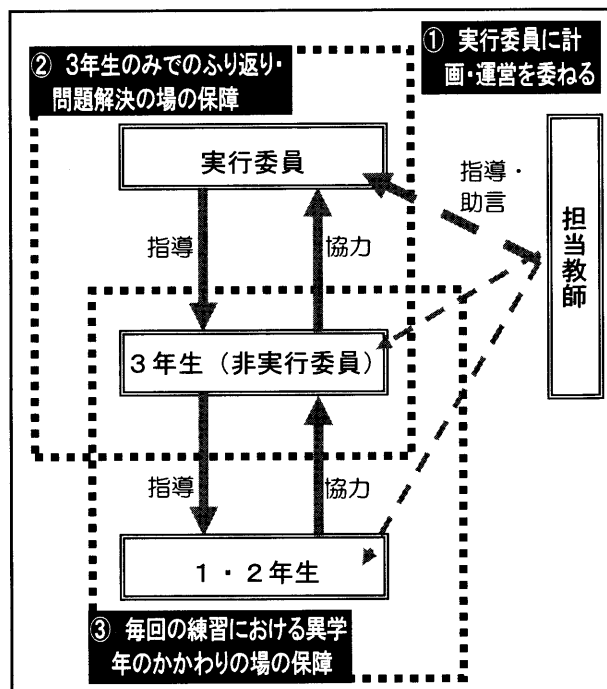 ① 実行委員に計
画・運営を委ねる
② 3年生のみでのふり返り・
問題解決の場の保障
実行委員
指導・
助言
担当教師
指導
協力
3年生（非実行委員）
指導
協力
1・2年生
③ 毎回の練習における異学
年のかかわりの場の保障